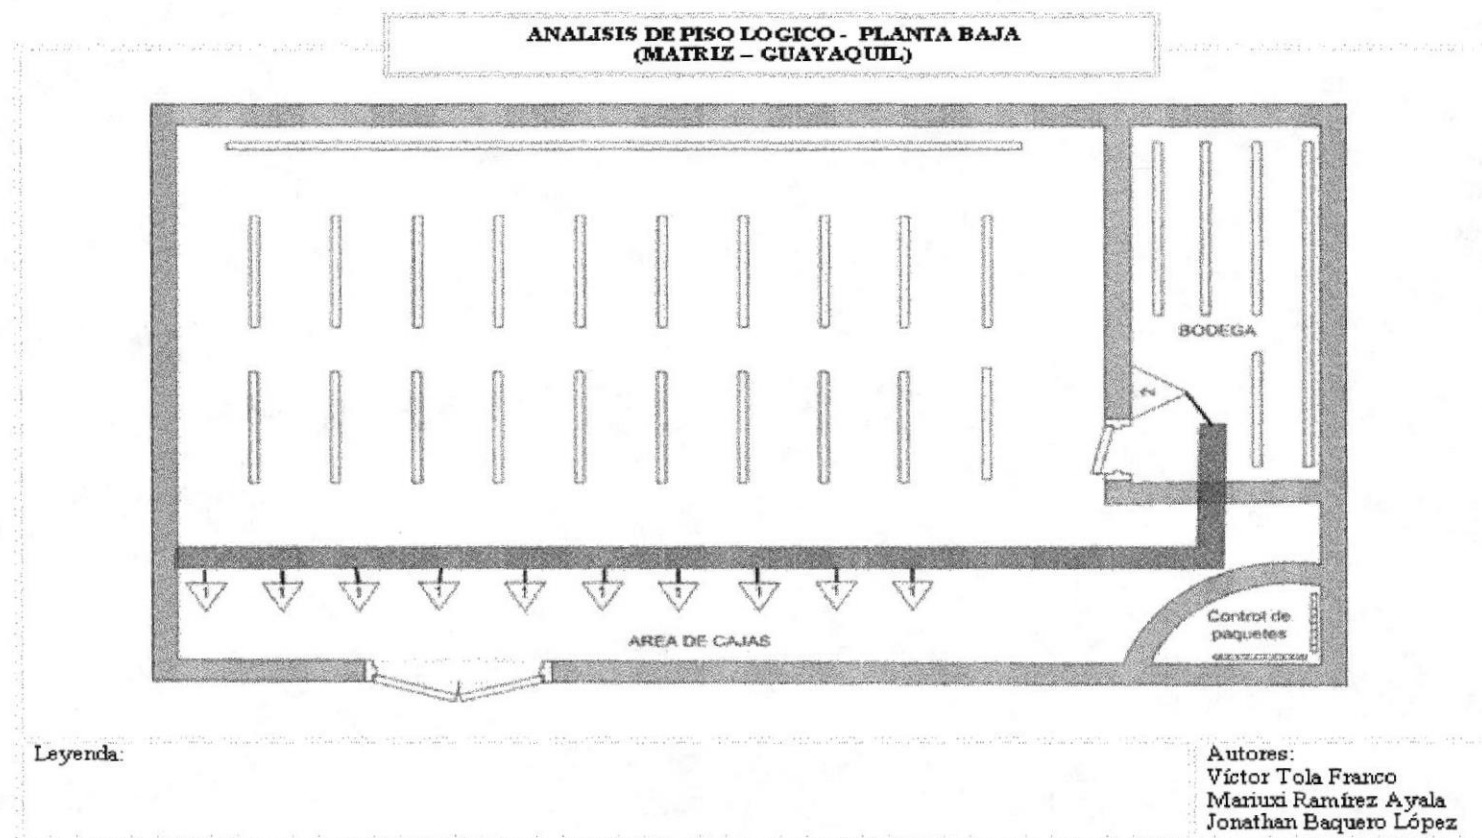 ANALISIS DE PISO LOGICO - PLANTA BAJA
(MATRIZ – GUAYAQUIL)
BODEGA
2
1 1 1 1 1 1 1 1 1 1
Control de
paquetes
AREA DE CAJAS
Leyenda:
Autores:
Víctor Tola Franco
Mariuxi Ramírez Ayala
Jonathan Baquero López